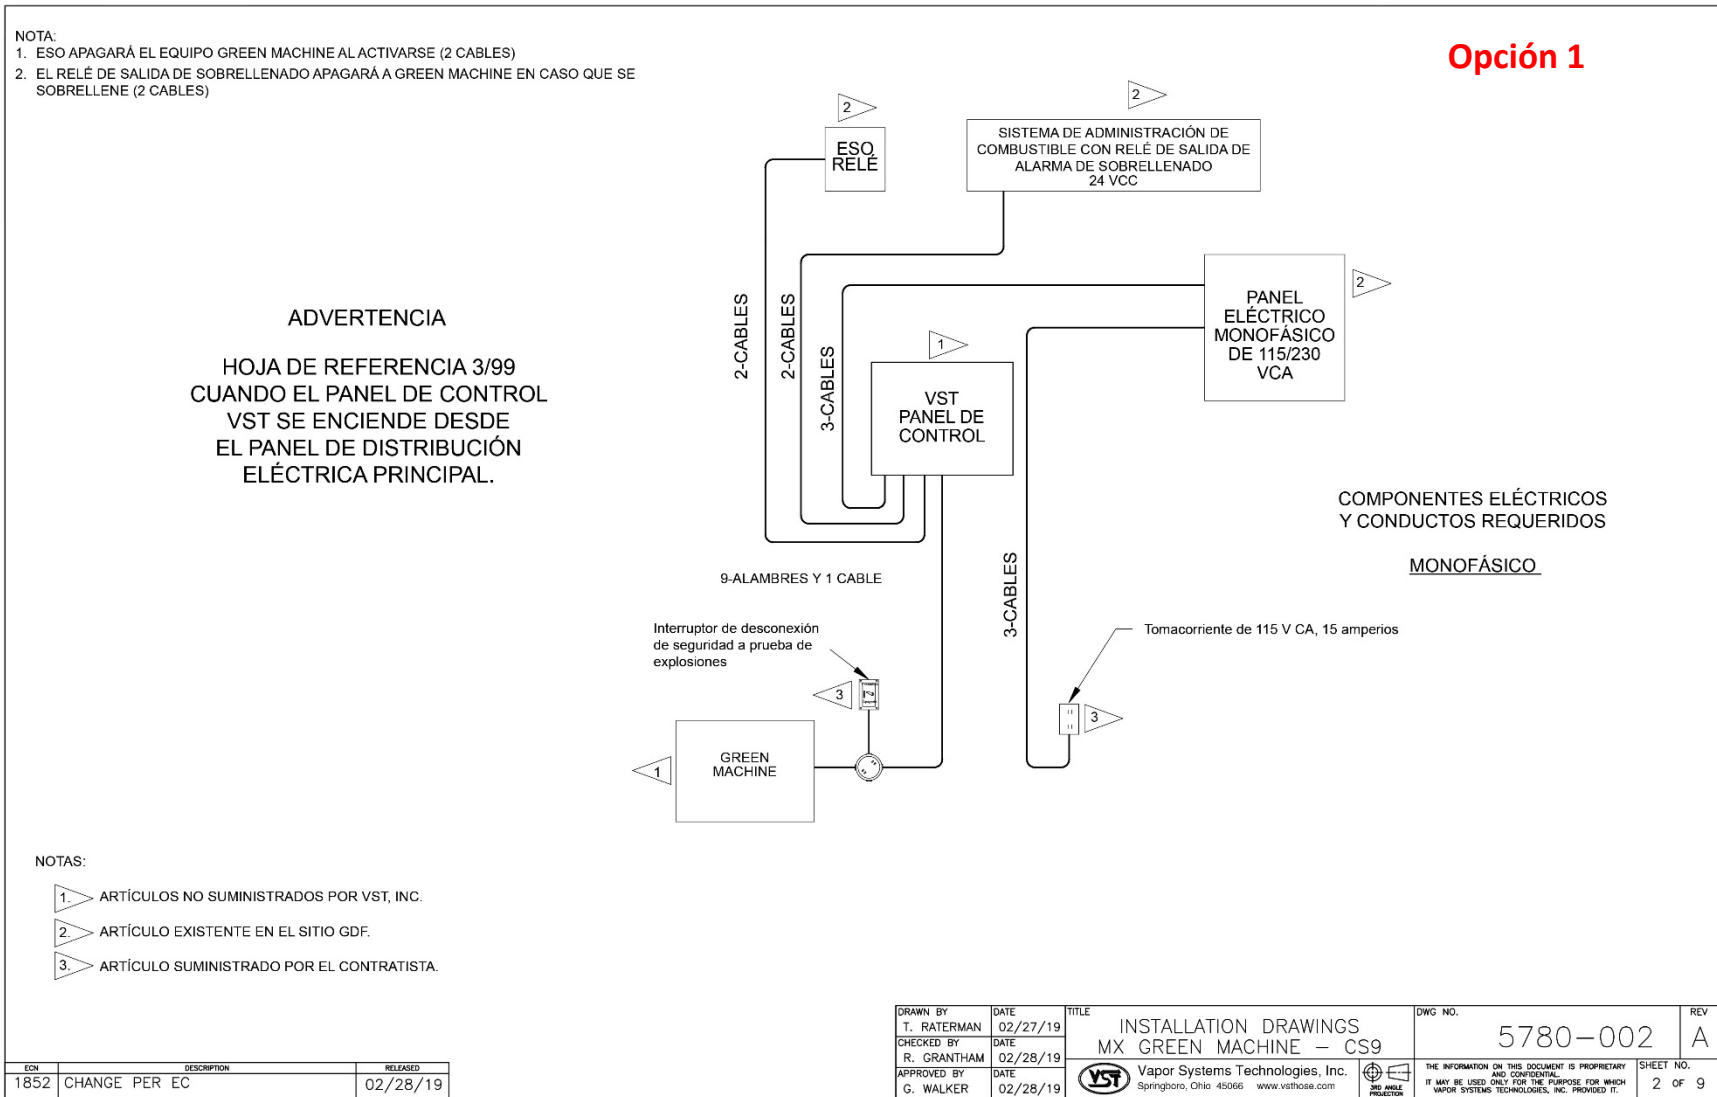 NOTA:
1. ESO APAGARÁ EL EQUIPO GREEN MACHINE AL ACTIVARSE (2 CABLES)
2. EL RELÉ DE SALIDA DE SOBRELLENADO APAGARÁ A GREEN MACHINE EN CASO QUE SE
SOBRELLENE (2 CABLES)
Opción 1
2
2
ESO
RELÉ
SISTEMA DE ADMINISTRACIÓN DE
COMBUSTIBLE CON RELÉ DE SALIDA DE
ALARMA DE SOBRELLENADO
24 VCC
2-CABLES
2-CABLES
3-CABLES
PANEL
ELÉCTRICO
MONOFÁSICO
DE 115/230
VCA
2
ADVERTENCIA
HOJA DE REFERENCIA 3/99
CUANDO EL PANEL DE CONTROL
VST SE ENCIENDE DESDE
EL PANEL DE DISTRIBUCIÓN
ELÉCTRICA PRINCIPAL.
1
VST
PANEL DE
CONTROL
COMPONENTES ELÉCTRICOS
Y CONDUCTOS REQUERIDOS
MONOFÁSICO
9-ALAMBRES Y 1 CABLE
3-CABLES
Interruptor de desconexión
de seguridad a prueba de
explosiones
Tomacorriente de 115 V CA, 15 amperios
3
3
GREEN
MACHINE
1
NOTAS:
1. ARTÍCULOS NO SUMINISTRADOS POR VST, INC.
2. ARTÍCULO EXISTENTE EN EL SITIO GDF.
3. ARTÍCULO SUMINISTRADO POR EL CONTRATISTA.
ECN DESCRIPTION RELEASED
1852 CHANGE PER EC 02/28/19
DRAWN BY DATE
T. RATERMAN 02/27/19
CHECKED BY DATE
R. GRANTHAM 02/28/19
APPROVED BY DATE
G. WALKER 02/28/19
TITLE
INSTALLATION DRAWINGS
MX GREEN MACHINE - CS9
VST
Vapor Systems Technologies, Inc.
Springboro, Ohio 45066 www.vsthose.com
3RD ANGLE
PROJECTION
DWG NO.
5780-002
REV
A
THE INFORMATION ON THIS DOCUMENT IS PROPRIETARY
AND CONFIDENTIAL.
IT MAY BE USED ONLY FOR THE PURPOSE FOR WHICH
VAPOR SYSTEMS TECHNOLOGIES, INC. PROVIDED IT.
SHEET NO.
2 OF 9